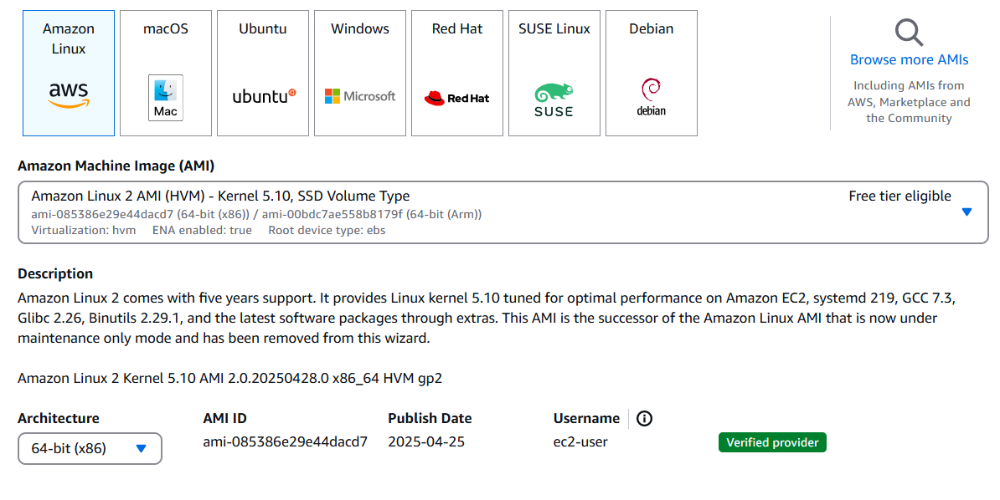 Amazon Linux
aws
macOS
Mac
Ubuntu
ubuntu
Windows
Microsoft
Red Hat
Red Hat
SUSE Linux
SUSE
Debian
debian
Browse more AMIs
Including AMIs from
AWS, Marketplace and
the Community
Amazon Machine Image (AMI)
Amazon Linux 2 AMI (HVM) - Kernel 5.10, SSD Volume Type
Free tier eligible
ami-085386e29e44dacd7 (64-bit (x86)) / ami-00bdc7ae558b8179f (64-bit (Arm))
Virtualization: hvm ENA enabled: true Root device type: ebs
Description
Amazon Linux 2 comes with five years support. It provides Linux kernel 5.10 tuned for optimal performance on Amazon EC2, systemd 219, GCC 7.3,
Glibc 2.26, Binutils 2.29.1, and the latest software packages through extras. This AMI is the successor of the Amazon Linux AMI that is now under
maintenance only mode and has been removed from this wizard.
Amazon Linux 2 Kernel 5.10 AMI 2.0.20250428.0 x86_64 HVM gp2
Architecture
64-bit (x86)
AMI ID
ami-085386e29e44dacd7
Publish Date
2025-04-25
Username
ec2-user
Verified provider